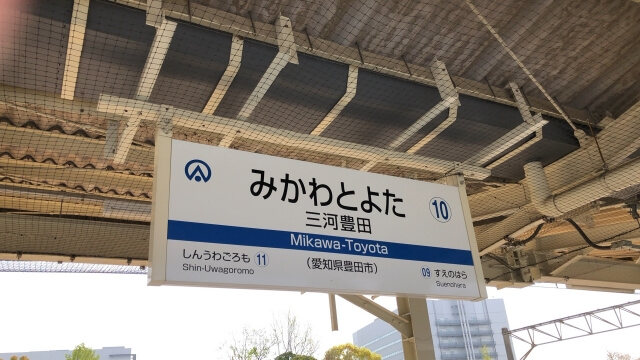 みかわとよた
10
三河豊田
Mikawa-Toyota
しんうわごろも 11
Shin-Uwagoromo
(愛知県豊田市)
09 すえのはら
Suenohara